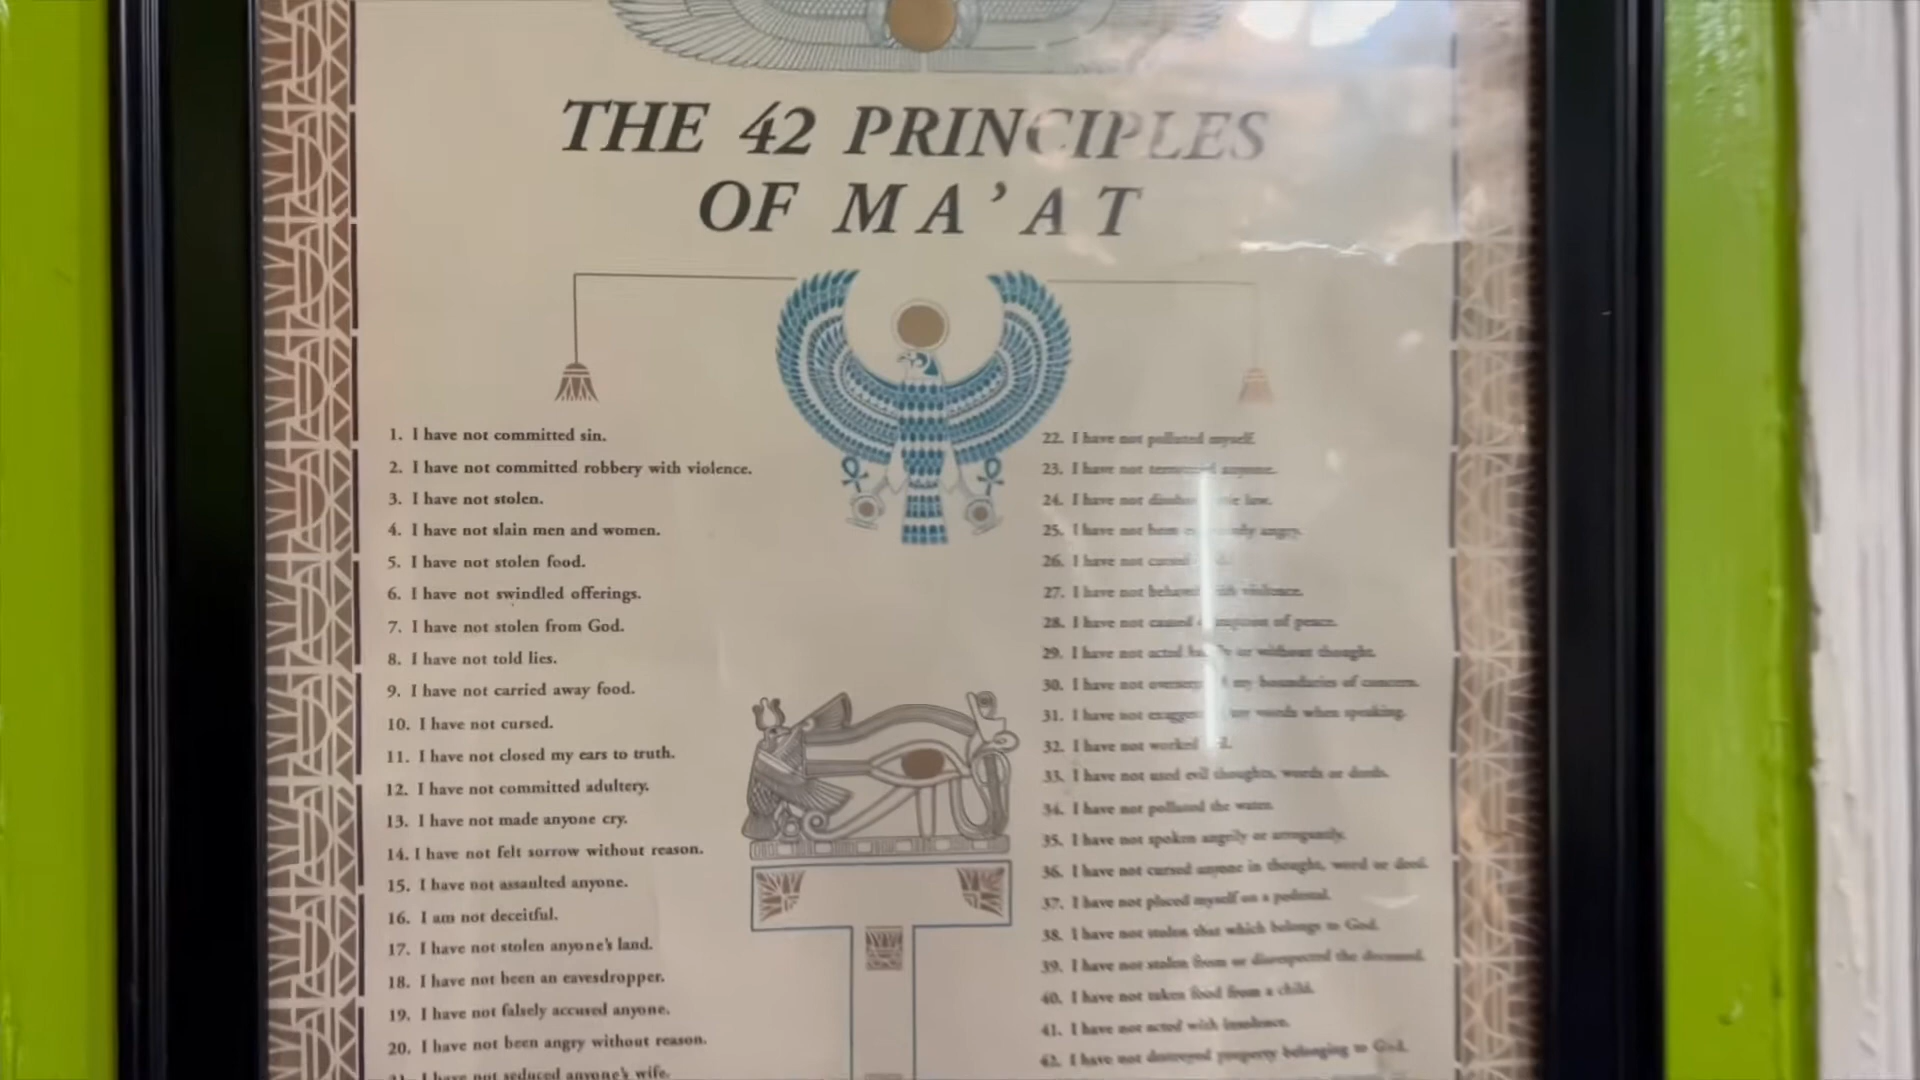 THE 42 PRINCIPLES
OF MA’AT
1. I have not committed sin.
2. I have not committed robbery with violence.
3. I have not stolen.
4. I have not slain men and women.
5. I have not stolen food.
6. I have not swindled offerings.
7. I have not stolen from God.
8. I have not told lies.
9. I have not carried away food.
10. I have not cursed.
11. I have not closed my ears to truth.
12. I have not committed adultery.
13. I have not made anyone cry.
14. I have not felt sorrow without reason.
15. I have not assaulted anyone.
16. I am not deceitful.
17. I have not stolen anyone’s land.
18. I have not been an eavesdropper.
19. I have not falsely accused anyone.
20. I have not been angry without reason.
21. I have not seduced anyone’s wife.
22. I have not polluted myself.
23. I have not anyone.
24. I have not law.
25. I have not been angry.
26. I have not cursed
27. I have not with violence.
28. I have not caused of peace.
29. I have not acted or without thought.
30. I have not my boundaries of concern.
31. I have not words when speaking.
32. I have not worked
33. I have not used evil thoughts, words or deeds.
34. I have not polluted the water.
35. I have not spoken angrily or arrogantly.
36. I have not cursed anyone in thought, word or deed.
37. I have not placed myself on a pedestal.
38. I have not stolen that which belongs to God.
39. I have not stolen from or disrespected the deceased.
40. I have not taken food from a child.
41. I have not acted with insolence.
42. I have not destroyed property belonging to God.